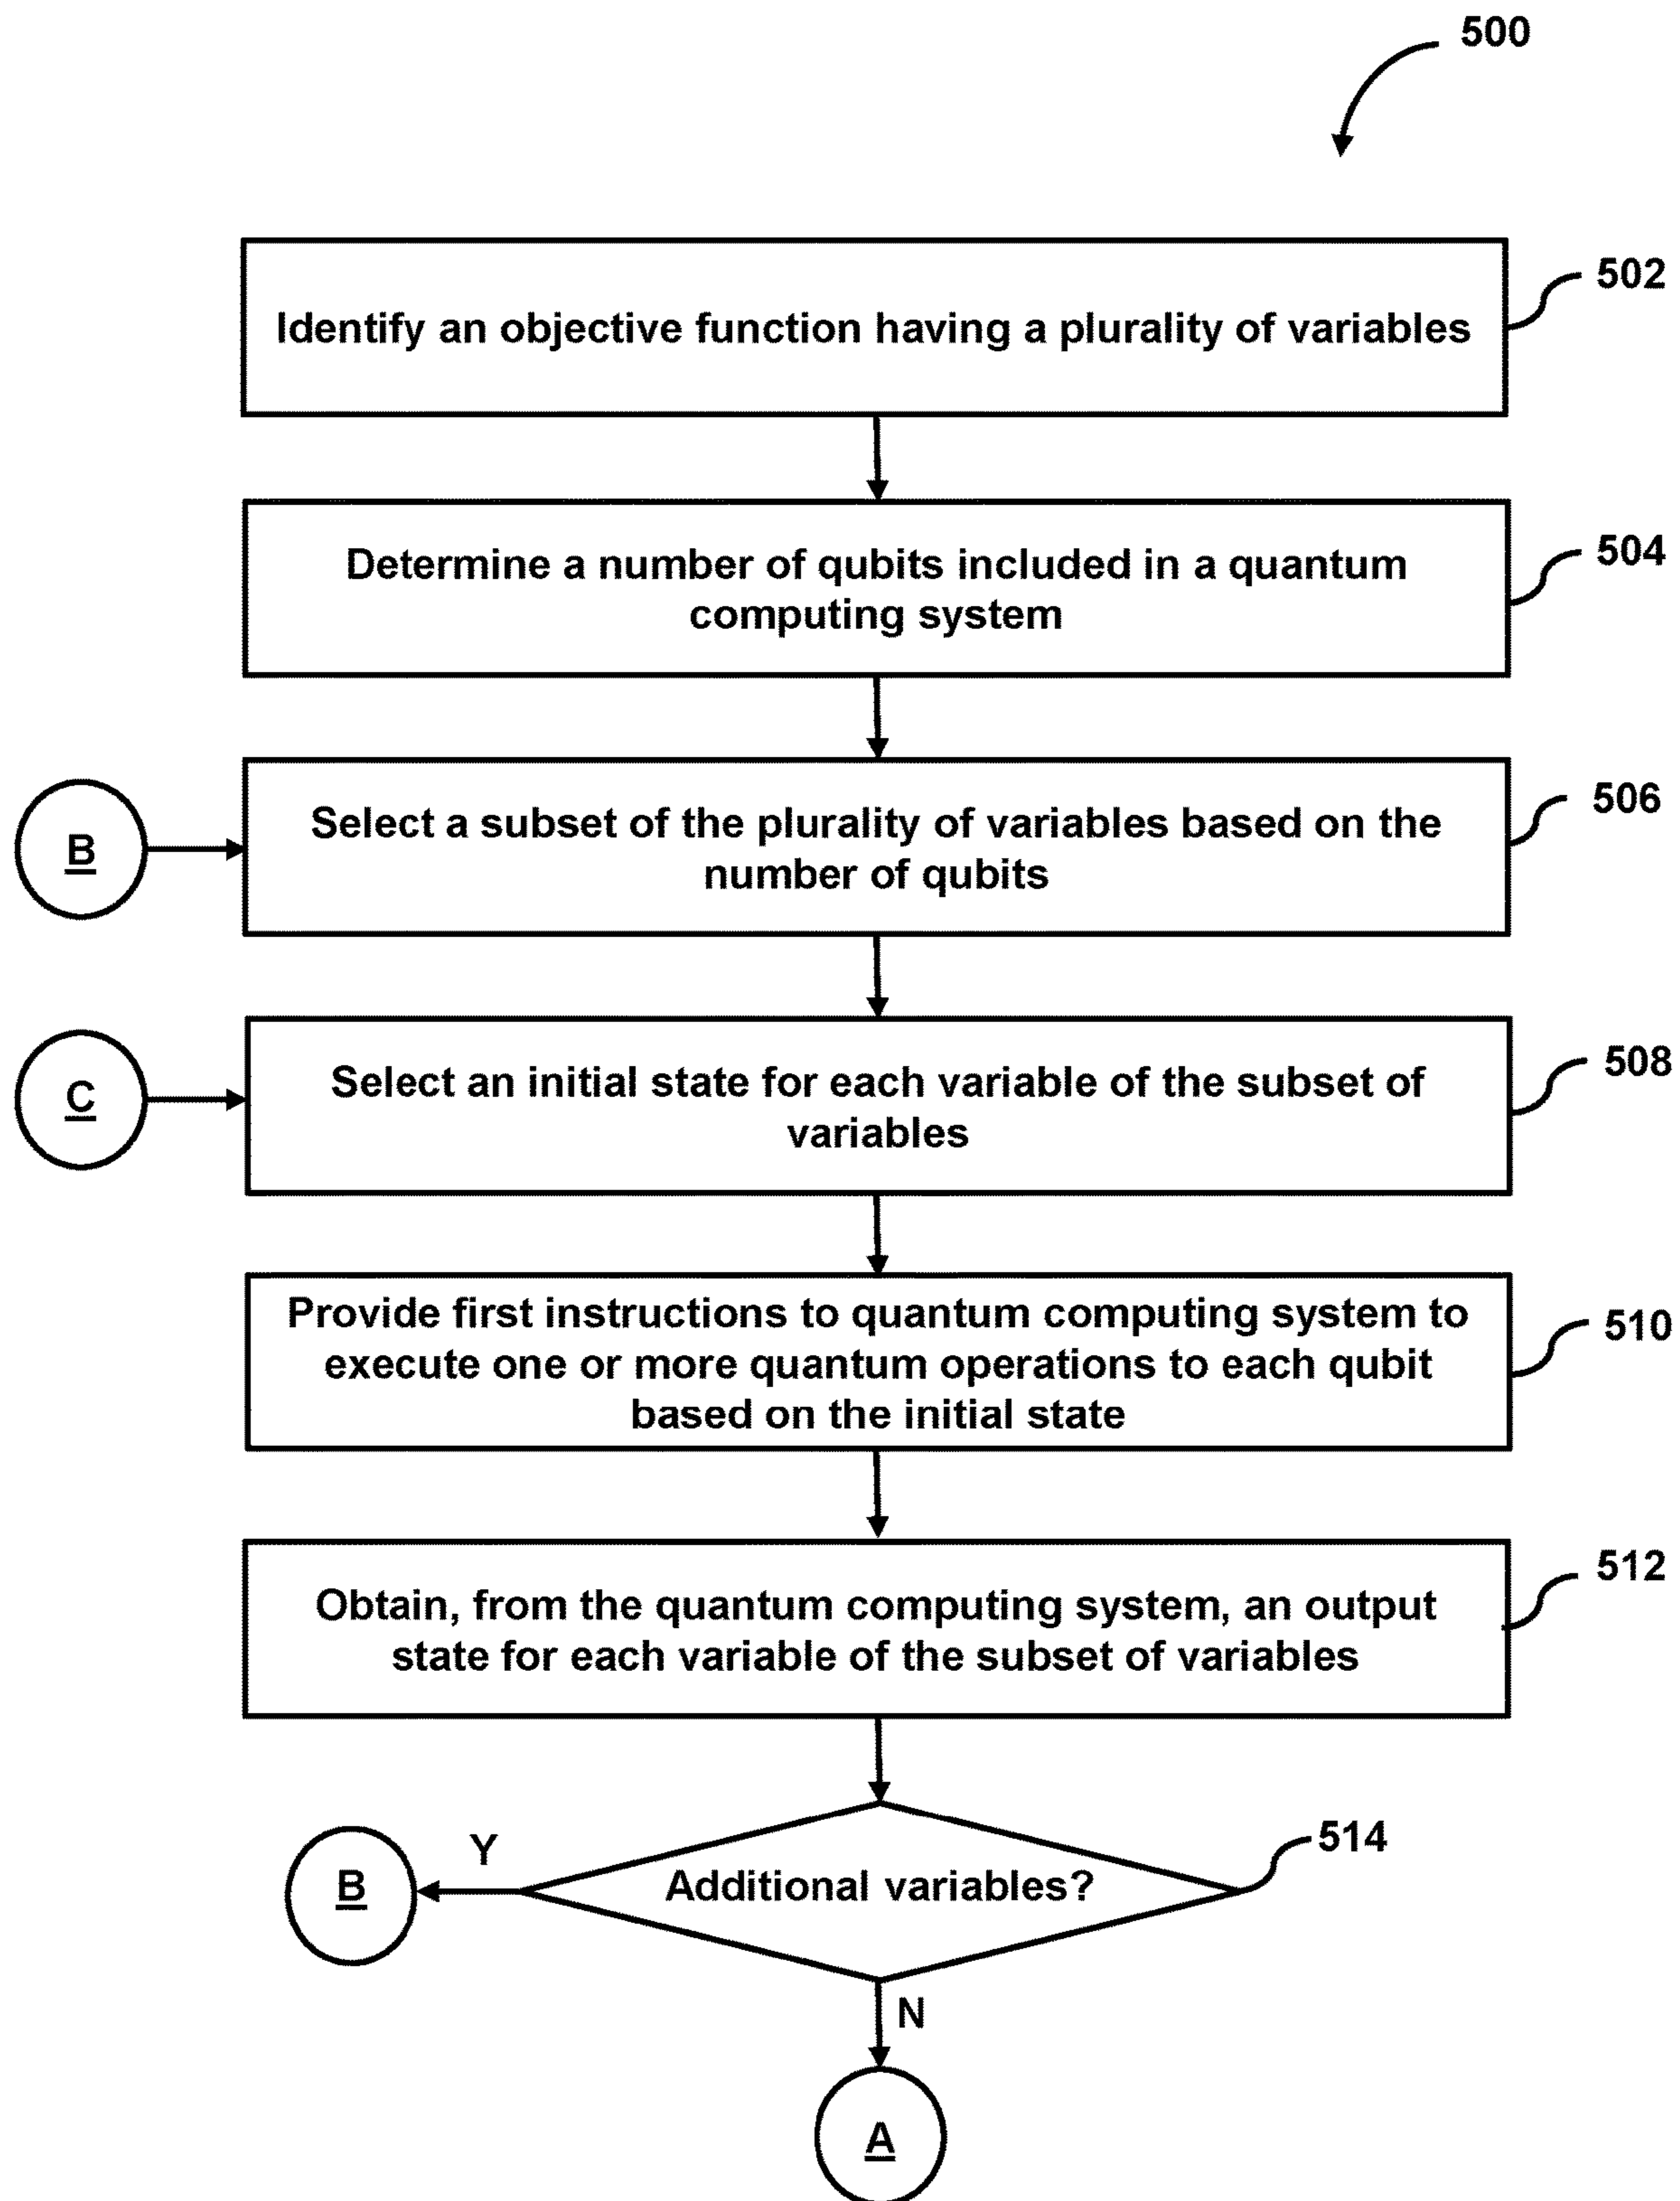 500
Identify an objective function having a plurality of variables
502
Determine a number of qubits included in a quantum
computing system
504
B
Select a subset of the plurality of variables based on the
number of qubits
506
C
Select an initial state for each variable of the subset of
variables
508
Provide first instructions to quantum computing system to
execute one or more quantum operations to each qubit
based on the initial state
510
Obtain, from the quantum computing system, an output
state for each variable of the subset of variables
512
B
Y
Additional variables?
514
N
A